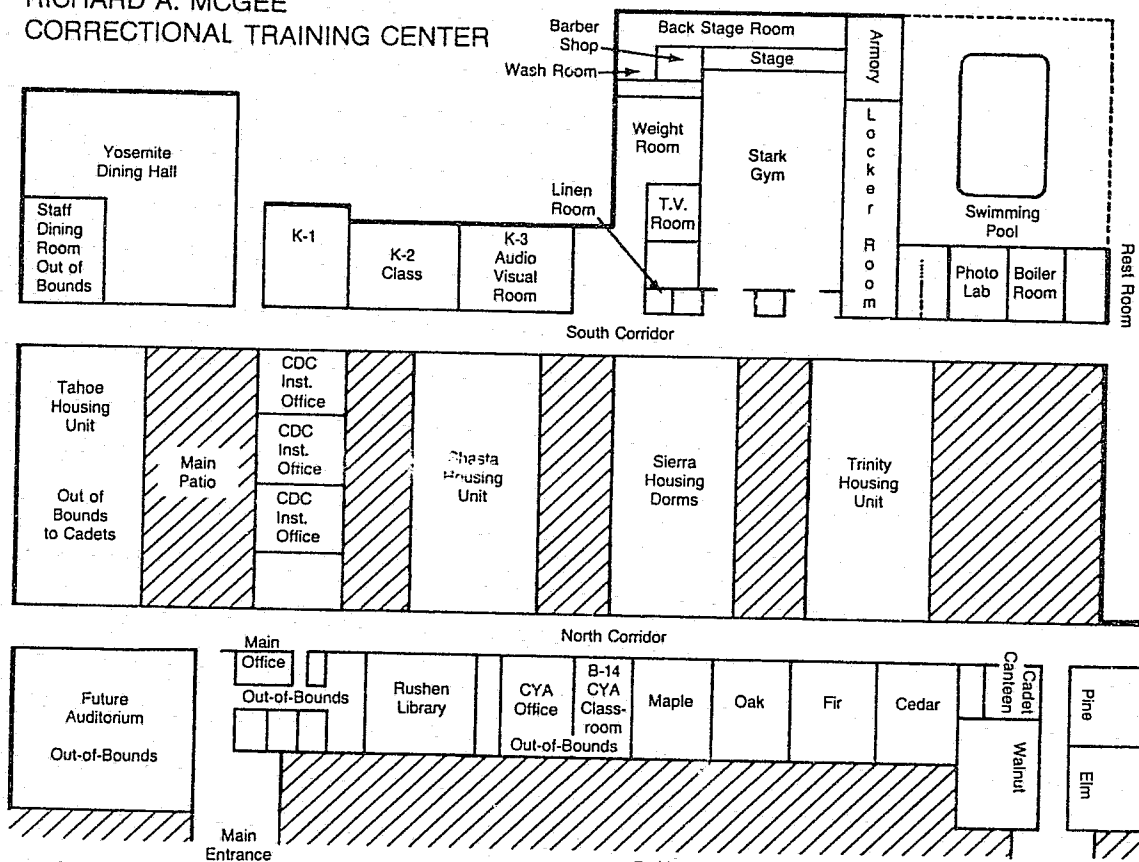 RICHARD A. MCGEE
CORRECTIONAL TRAINING CENTER
Barber
Shop
Wash Room
Back Stage Room
Stage
Armory
Locker Room
Weight
Room
Stark
Gym
Linen
Room
T.V.
Room
Swimming
Pool
Photo
Lab
Boiler
Room
Rest Room
Yosemite
Dining Hall
Staff
Dining
Room
Out of
Bounds
K-1
K-2
Class
K-3
Audio
Visual
Room
South Corridor
Tahoe
Housing
Unit
Out of
Bounds
to Cadets
Main
Patio
CDC
Inst.
Office
CDC
Inst.
Office
CDC
Inst.
Office
Shasta
Housing
Unit
Sierra
Housing
Dorms
Trinity
Housing
Unit
North Corridor
Future
Auditorium
Out-of-Bounds
Main
Office
Out-of-Bounds
Rushen
Library
CYA
Office
B-14
CYA
Class-
room
Out-of-Bounds
Maple
Oak
Fir
Cedar
Cadet
Canteen
Walnut
Pine
Elm
Main
Entrance